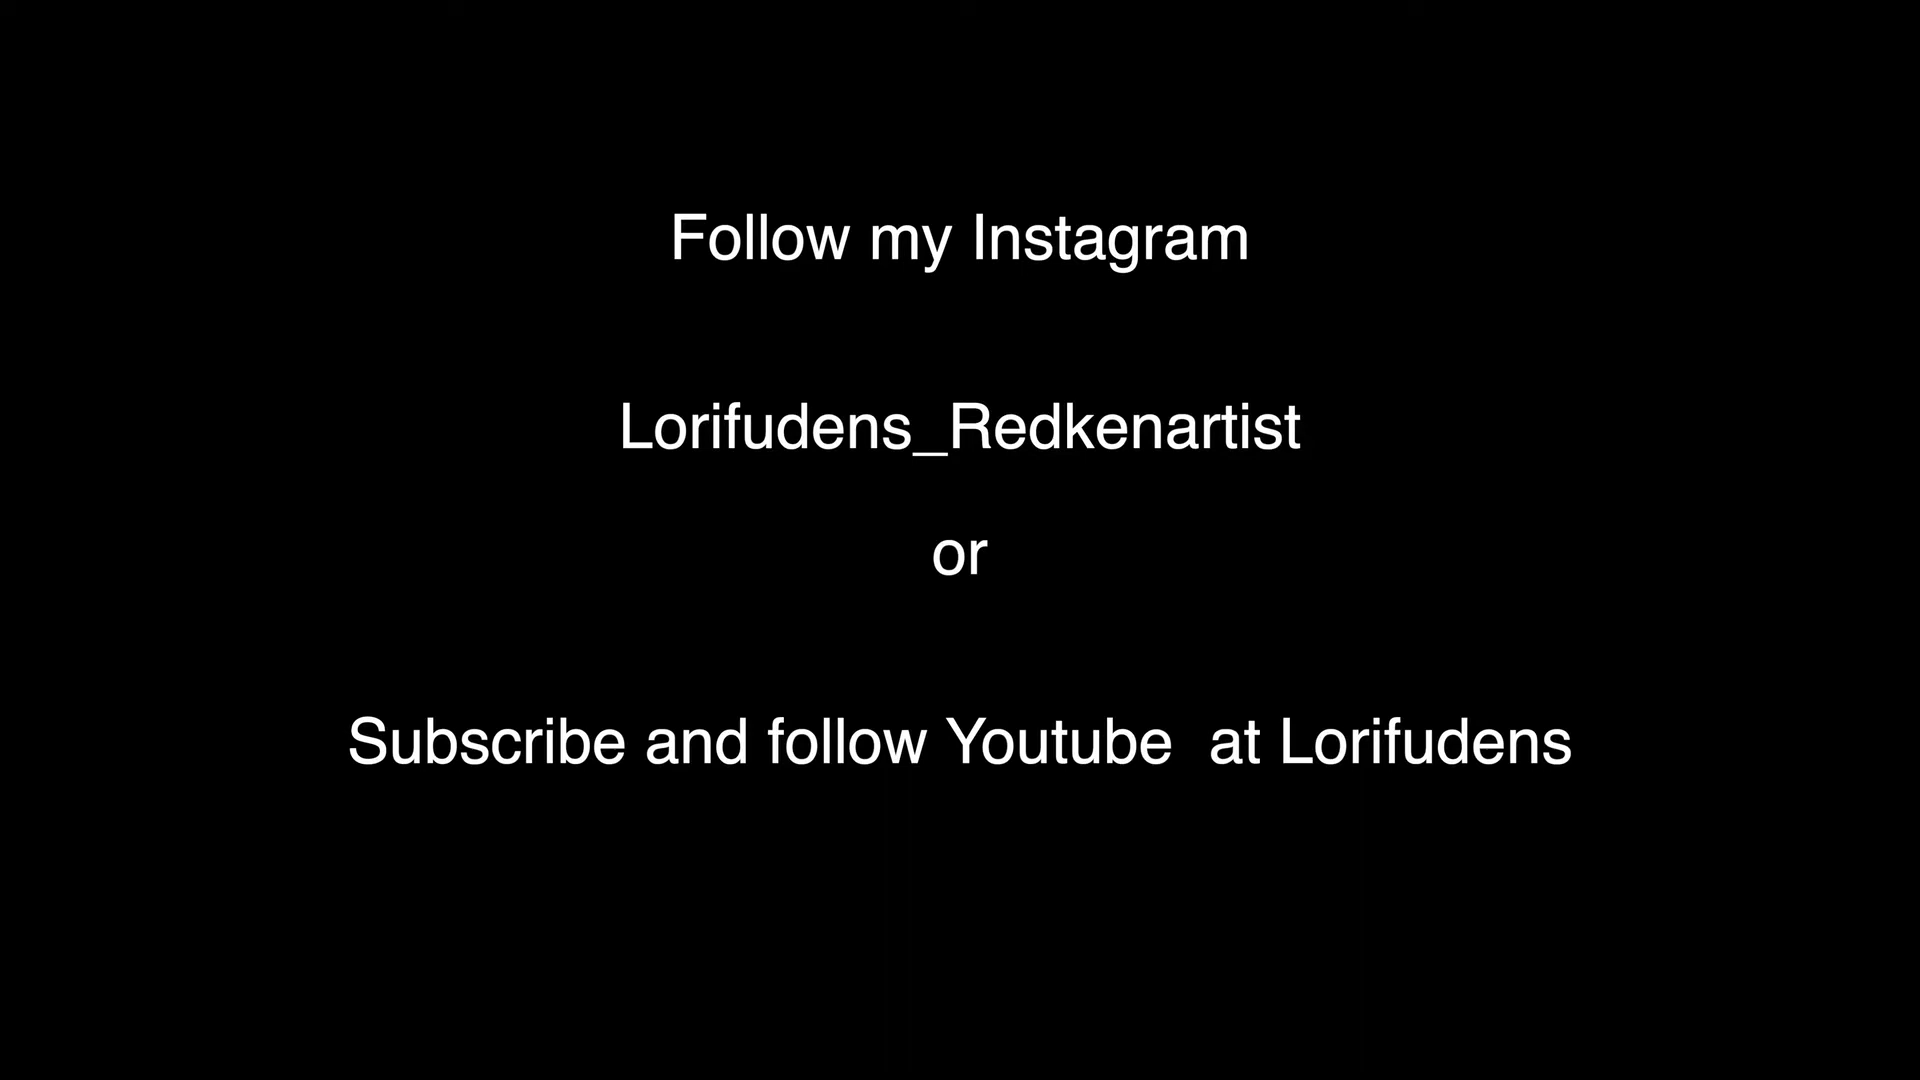 Follow my Instagram
Lorifudens_Redkenartist
or
Subscribe and follow Youtube  at Lorifudens